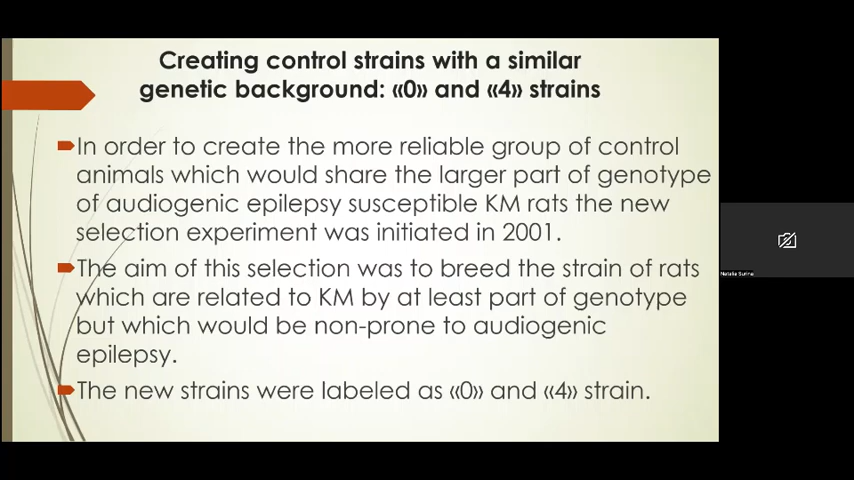 Creating control strains with a similar
genetic background: «0» and «4» strains
In order to create the more reliable group of control
animals which would share the larger part of genotype
of audiogenic epilepsy susceptible KM rats the new
selection experiment was initiated in 2001.
The aim of this selection was to breed the strain of rats
which are related to KM by at least part of genotype
but which would be non-prone to audiogenic
epilepsy.
The new strains were labeled as «0» and «4» strain.
Natalia Surina